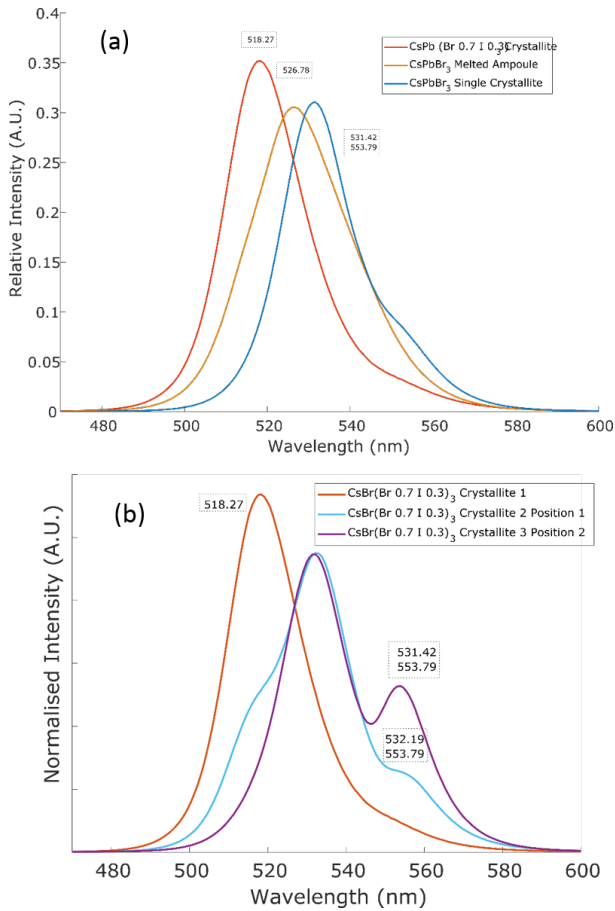 (a)
518.27
526.78
531.42
553.79
CsPb (Br 0.7 I 0.3)₃ Crystallite
CsPbBr₃ Melted Ampoule
CsPbBr₃ Single Crystallite
Relative Intensity (A.U.)
0.4
0.35
0.3
0.25
0.2
0.15
0.1
0.05
0
480 500 520 540 560 580 600
Wavelength (nm)
(b)
518.27
CsBr(Br 0.7 I 0.3)₃ Crystallite 1
CsBr(Br 0.7 I 0.3)₃ Crystallite 2 Position 1
CsBr(Br 0.7 I 0.3)₃ Crystallite 3 Position 2
531.42
553.79
532.19
553.79
Normalised Intensity (A.U.)
480 500 520 540 560 580 600
Wavelength (nm)